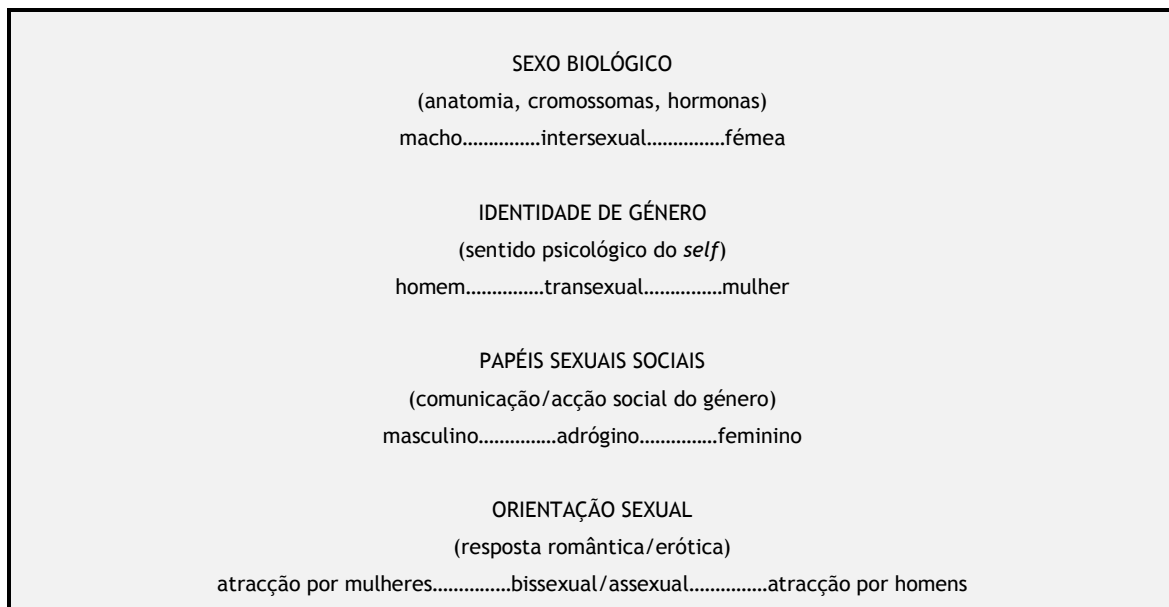 SEXO BIOLÓGICO
(anatomia, cromossomas, hormonas)
macho……………intersexual……………fémea
IDENTIDADE DE GÉNERO
(sentido psicológico do self)
homem……………transexual……………mulher
PAPÉIS SEXUAIS SOCIAIS
(comunicação/acção social do género)
masculino……………adrógino……………feminino
ORIENTAÇÃO SEXUAL
(resposta romântica/erótica)
atracção por mulheres……………bissexual/assexual……………atracção por homens